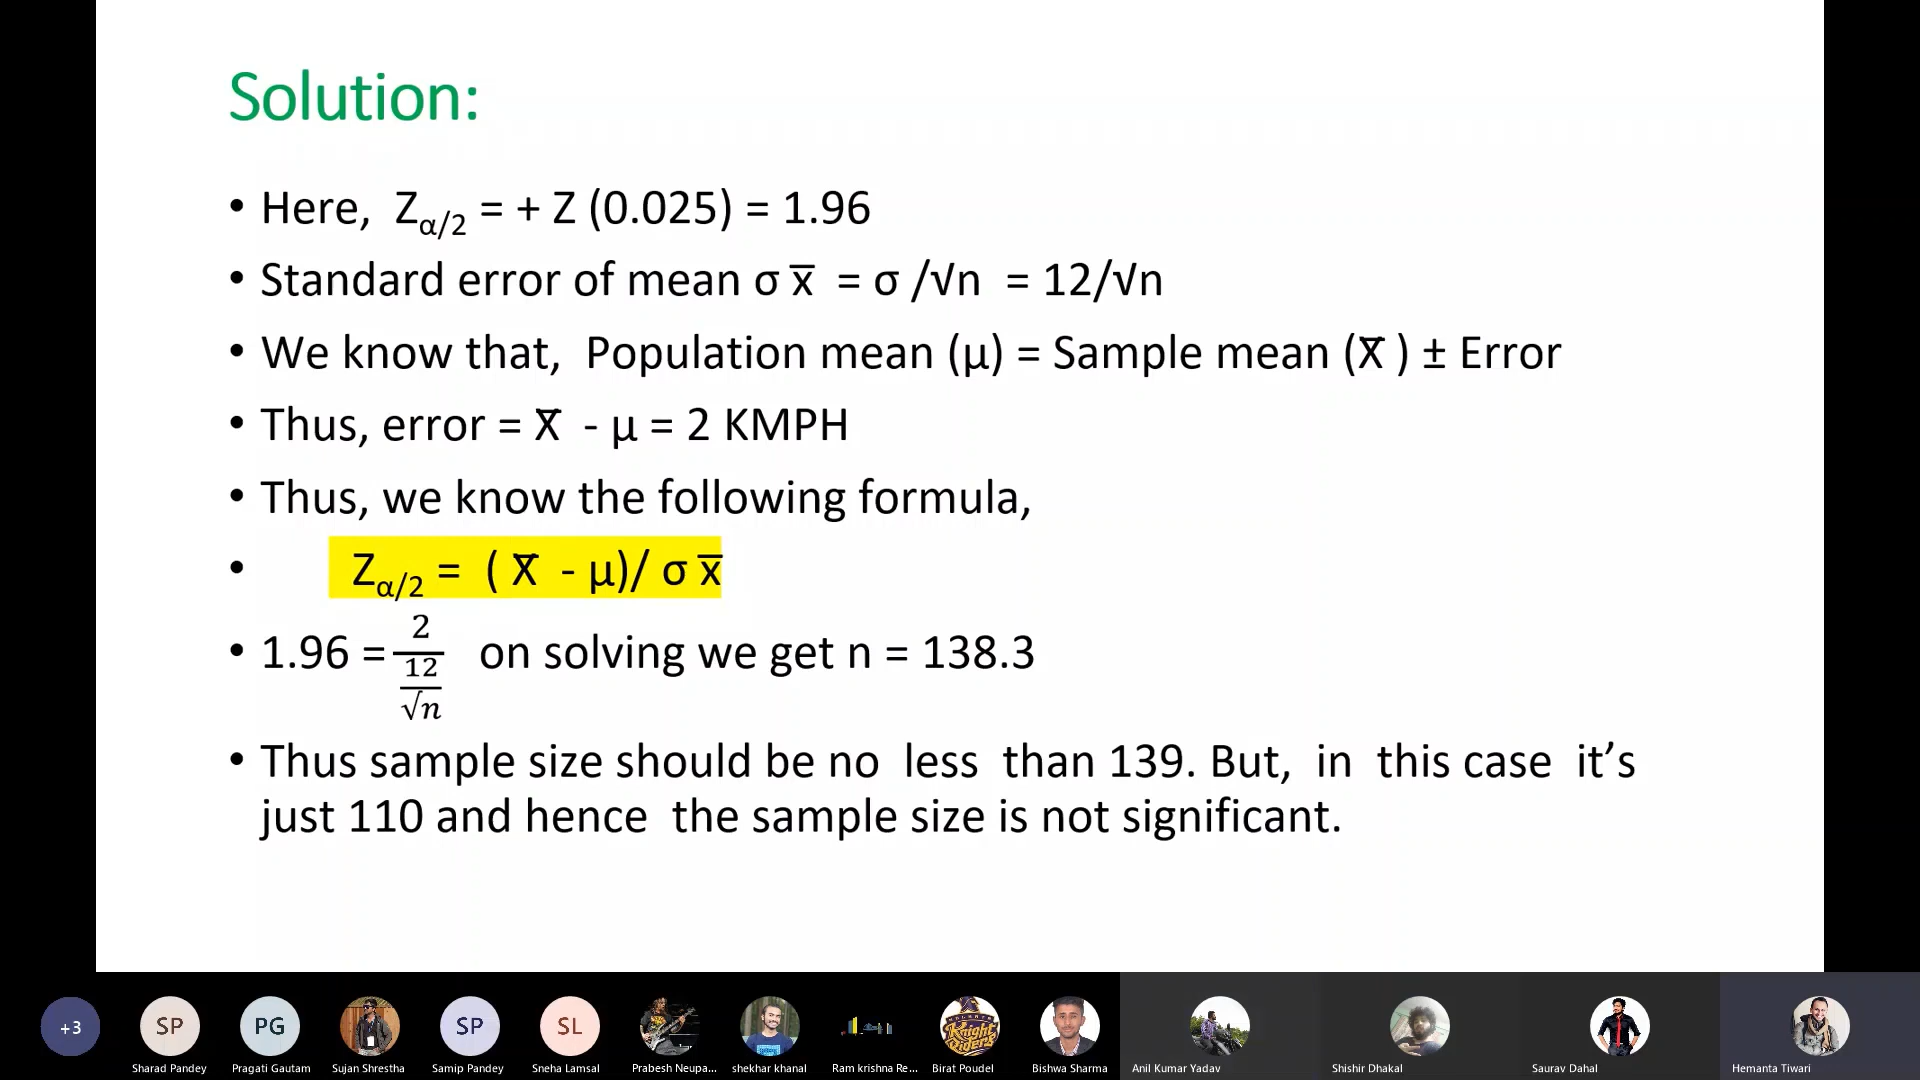 Solution:
• Here, Zα/2 = + Z (0.025) = 1.96
• Standard error of mean σ x̅ = σ /√n = 12/√n
• We know that, Population mean (μ) = Sample mean (X̅ ) ± Error
• Thus, error = X̅ - μ = 2 KMPH
• Thus, we know the following formula,
• Zα/2 = ( X̅ - μ)/ σ x̅
• 1.96 = 2/(12/√n) on solving we get n = 138.3
• Thus sample size should be no less than 139. But, in this case it’s
just 110 and hence the sample size is not significant.
+3 SP PG SP SL
Sharad Pandey Pragati Gautam Sujan Shrestha Samip Pandey Sneha Lamsal Prabesh Neupa... shekhar khanal Ram krishna Re... Birat Poudel Bishwa Sharma Anil Kumar Yadav Shishir Dhakal Saurav Dahal Hemanta Tiwari
Knight
Riders